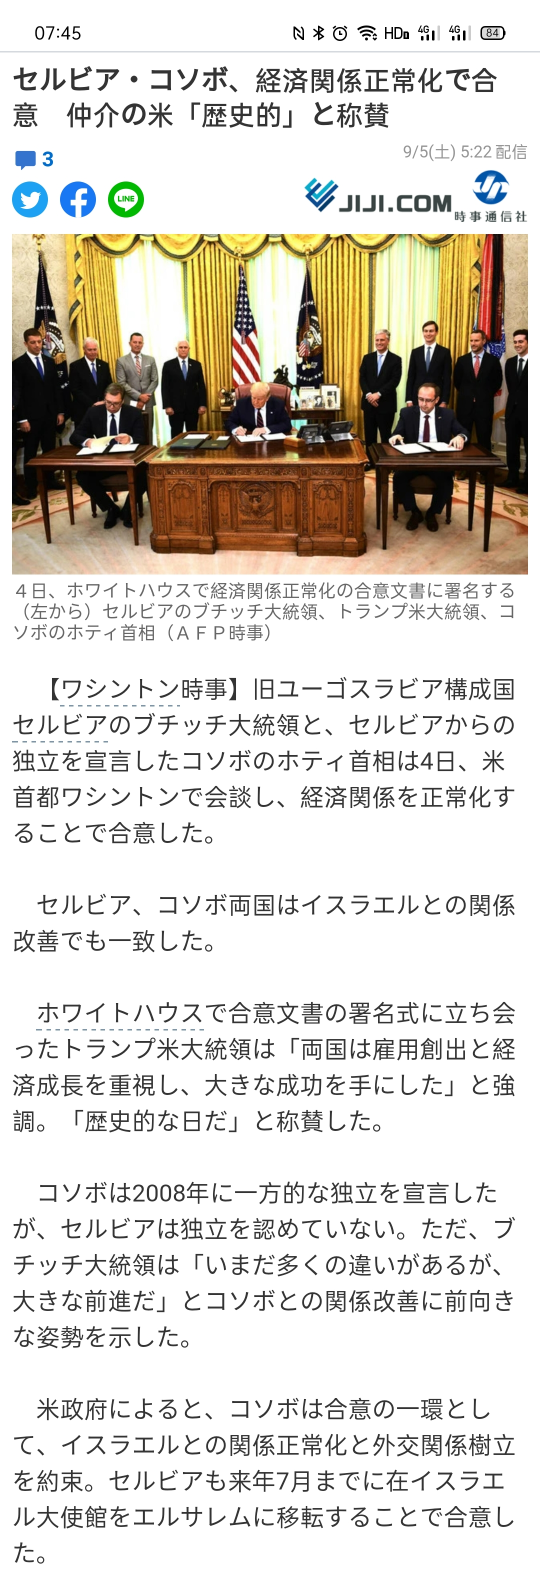 07:45
HD
4G
4G
84
セルビア・コソボ、経済関係正常化で合
意　仲介の米「歴史的」と称賛
3
9/5(土) 5:22 配信
LINE
JIJI.COM
時事通信社
４日、ホワイトハウスで経済関係正常化の合意文書に署名する
（左から）セルビアのブチッチ大統領、トランプ米大統領、コ
ソボのホティ首相（ＡＦＰ時事）
【ワシントン時事】旧ユーゴスラビア構成国
セルビアのブチッチ大統領と、セルビアからの
独立を宣言したコソボのホティ首相は4日、米
首都ワシントンで会談し、経済関係を正常化す
ることで合意した。
セルビア、コソボ両国はイスラエルとの関係
改善でも一致した。
ホワイトハウスで合意文書の署名式に立ち会
ったトランプ米大統領は「両国は雇用創出と経
済成長を重視し、大きな成功を手にした」と強
調。「歴史的な日だ」と称賛した。
コソボは2008年に一方的な独立を宣言した
が、セルビアは独立を認めていない。ただ、ブ
チッチ大統領は「いまだ多くの違いがあるが、
大きな前進だ」とコソボとの関係改善に前向き
な姿勢を示した。
米政府によると、コソボは合意の一環とし
て、イスラエルとの関係正常化と外交関係樹立
を約束。セルビアも来年7月までに在イスラエ
ル大使館をエルサレムに移転することで合意し
た。